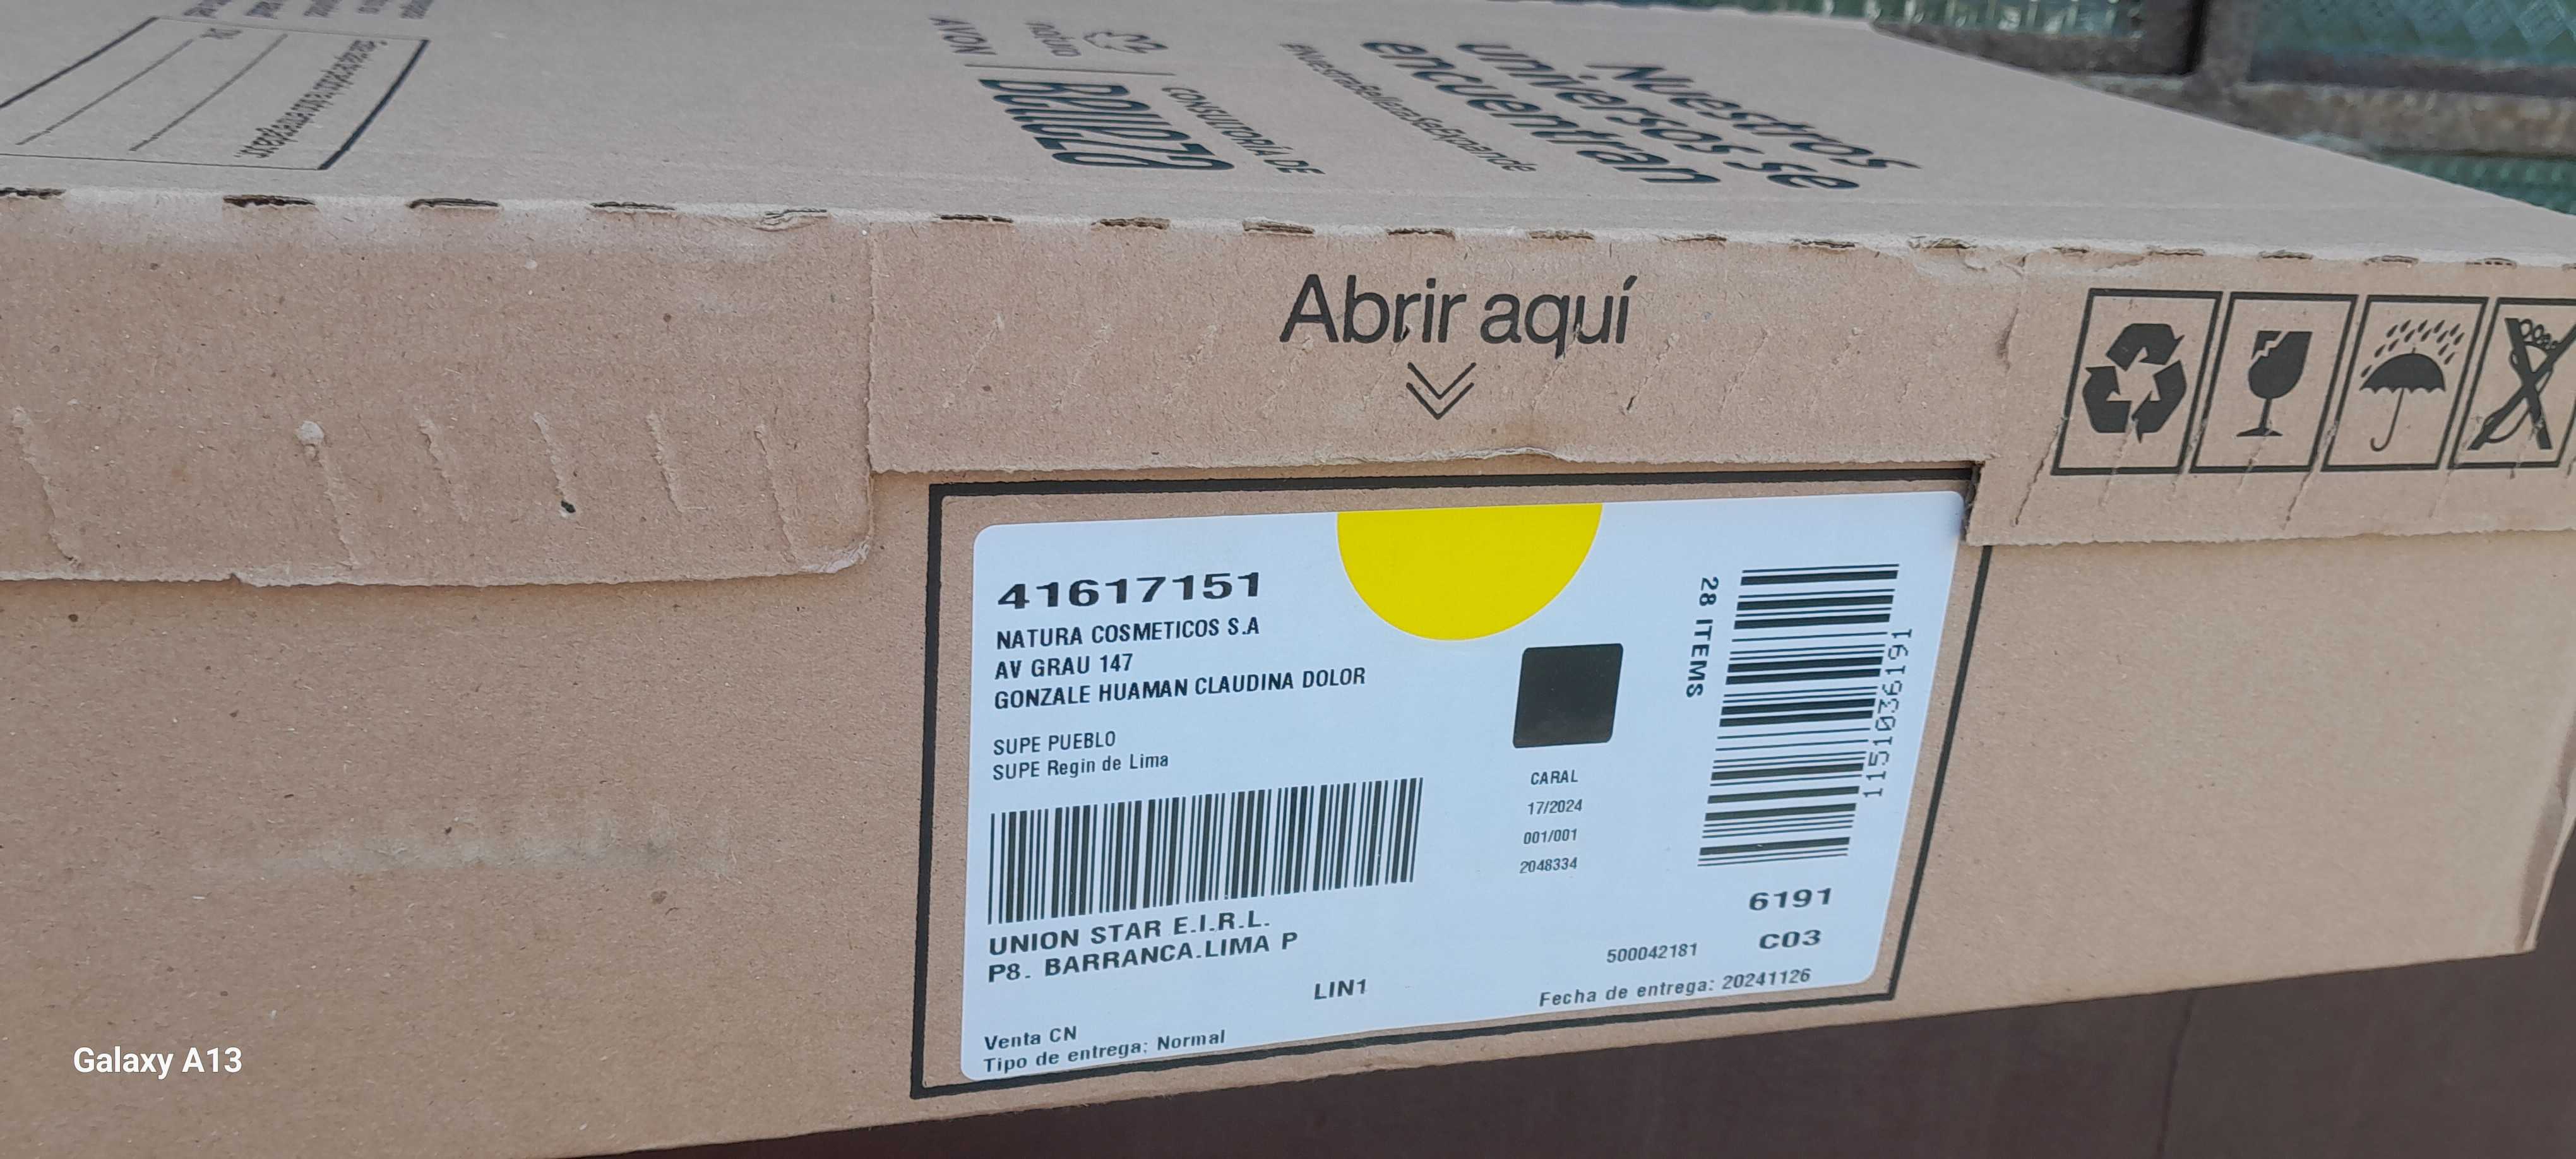 Nuestros
universos se
encuentran
#NuestraBellezaSeExpande
CONSULTORÍA DE
Belleza
natura
AVON
Abrir aquí
41617151
NATURA COSMETICOS S.A
AV GRAU 147
GONZALE HUAMAN CLAUDINA DOLOR
SUPE PUEBLO
SUPE Regin de Lima
UNION STAR E.I.R.L.
P8. BARRANCA.LIMA P
LIN1
Venta CN
Tipo de entrega: Normal
CARAL
17/2024
001/001
2048334
28 ITEMS
1151036191
6191
C03
500042181
Fecha de entrega: 20241126
Galaxy A13